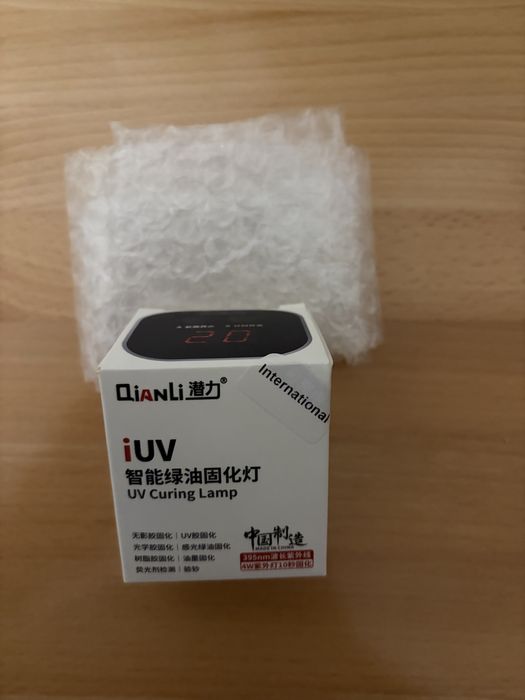 20
QiANLi 潜力®
International
iUV
智能绿油固化灯
UV Curing Lamp
无影胶固化|UV胶固化
光学胶固化|感光绿油固化
树脂胶固化|油墨固化
荧光剂检测|验钞
中国制造
MADE IN CHINA
395nm波长紫外线
4W紫外灯10秒固化